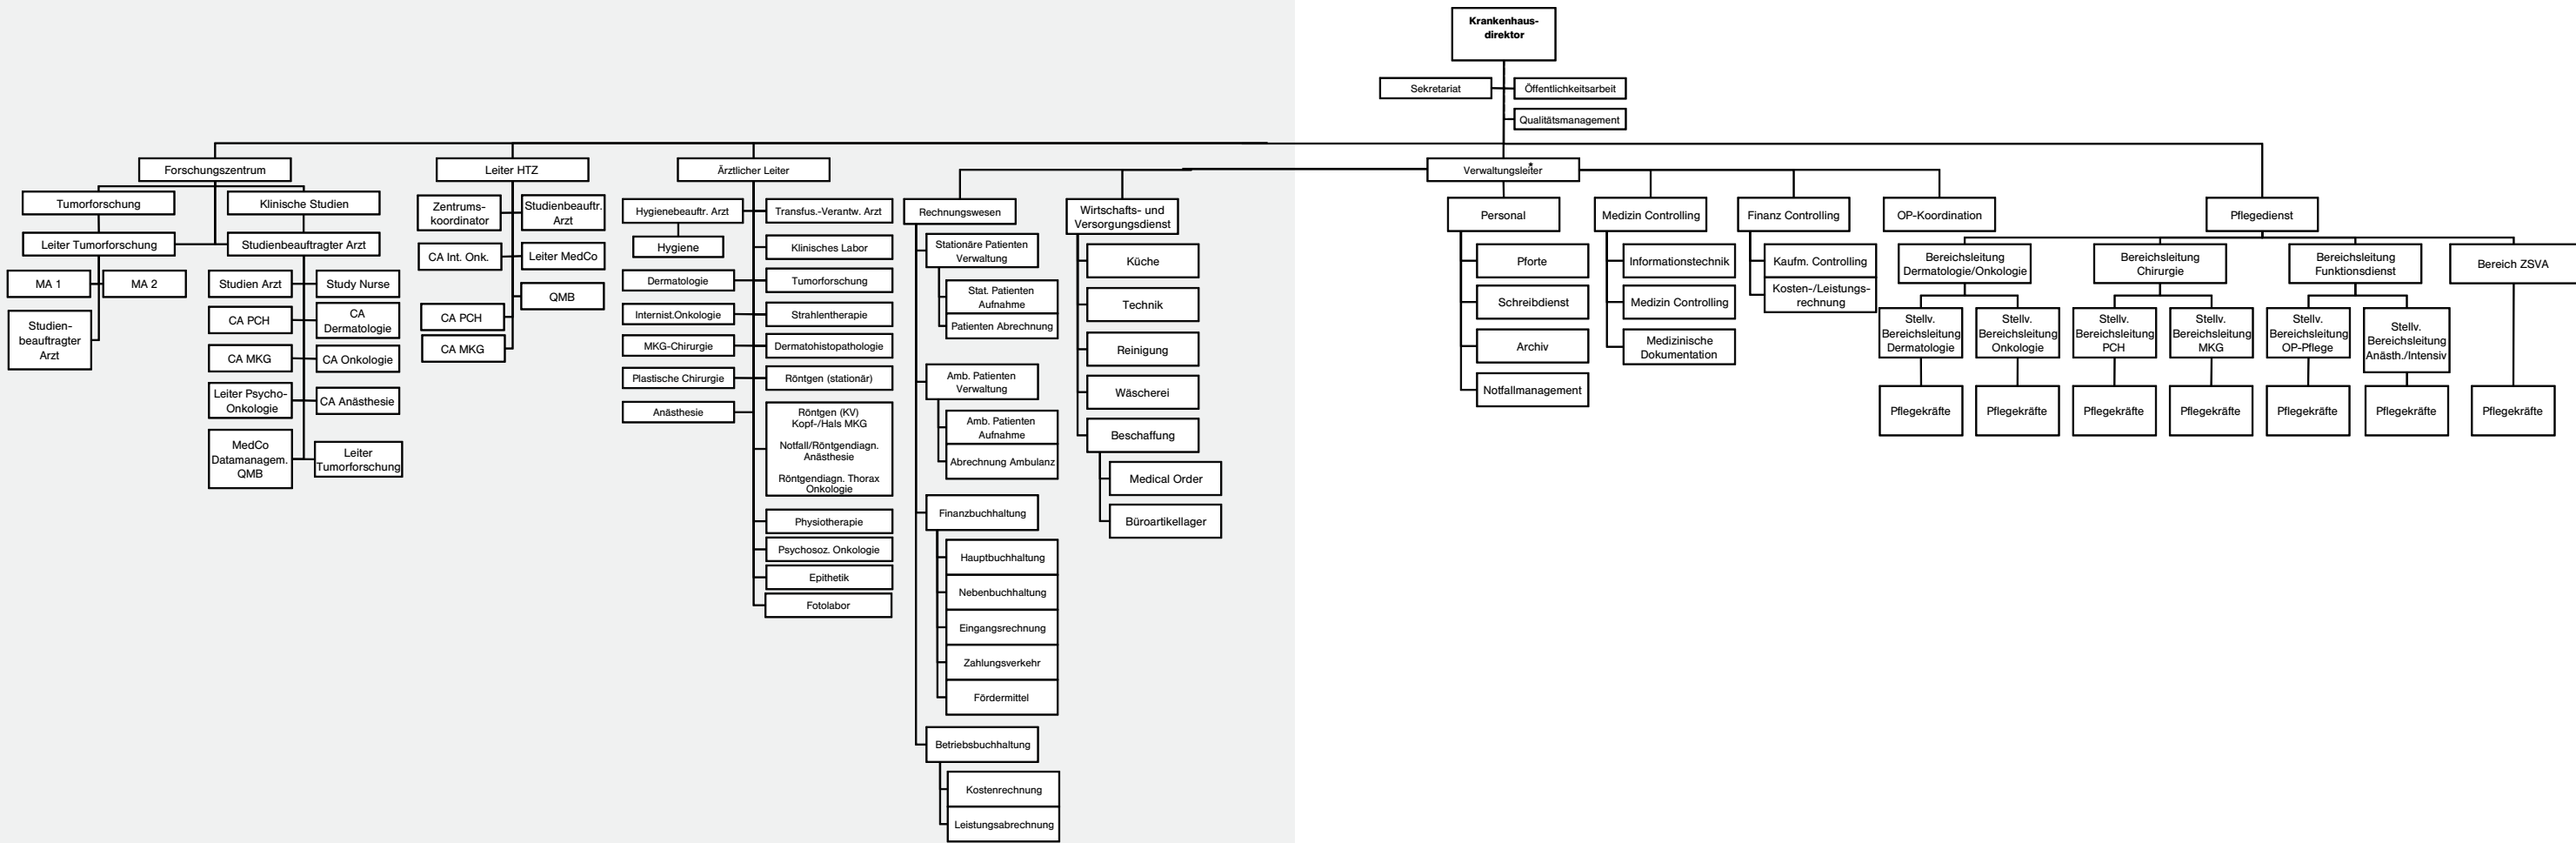 Krankenhaus-
direktor
Sekretariat
Öffentlichkeitsarbeit
Qualitätsmanagement
Forschungszentrum
Tumorforschung
Klinische Studien
Leiter Tumorforschung
Studienbeauftragter Arzt
MA 1
MA 2
Studien-
beauftragter
Arzt
Studien Arzt
Study Nurse
CA PCH
CA
Dermatologie
CA MKG
CA Onkologie
Leiter Psycho-
Onkologie
CA Anästhesie
MedCo
Datamanagem.
QMB
Leiter
Tumorforschung
Leiter HTZ
Zentrums-
koordinator
Studienbeauftr.
Arzt
CA Int. Onk.
Leiter MedCo
QMB
CA PCH
CA MKG
Ärztlicher Leiter
Hygienebeauftr. Arzt
Transfus.-Verantw. Arzt
Hygiene
Klinisches Labor
Dermatologie
Tumorforschung
Internist.Onkologie
Strahlentherapie
MKG-Chirurgie
Dermatohistopathologie
Plastische Chirurgie
Röntgen (stationär)
Anästhesie
Röntgen (KV)
Kopf-/Hals MKG
Notfall/Röntgendiagn.
Anästhesie
Röntgendiagn. Thorax
Onkologie
Physiotherapie
Psychosoz. Onkologie
Epithetik
Fotolabor
Verwaltungsleiter*
Rechnungswesen
Stationäre Patienten
Verwaltung
Stat. Patienten
Aufnahme
Patienten Abrechnung
Amb. Patienten
Verwaltung
Amb. Patienten
Aufnahme
Abrechnung Ambulanz
Finanzbuchhaltung
Hauptbuchhaltung
Nebenbuchhaltung
Eingangsrechnung
Zahlungsverkehr
Fördermittel
Betriebsbuchhaltung
Kostenrechnung
Leistungsabrechnung
Wirtschafts- und
Versorgungsdienst
Küche
Technik
Reinigung
Wäscherei
Beschaffung
Medical Order
Büroartikellager
Personal
Pforte
Schreibdienst
Archiv
Notfallmanagement
Medizin Controlling
Informationstechnik
Medizin Controlling
Medizinische
Dokumentation
Finanz Controlling
Kaufm. Controlling
Kosten-/Leistungs-
rechnung
OP-Koordination
Pflegedienst
Bereichsleitung
Dermatologie/Onkologie
Bereichsleitung
Chirurgie
Bereichsleitung
Funktionsdienst
Bereich ZSVA
Stellv.
Bereichsleitung
Dermatologie
Stellv.
Bereichsleitung
Onkologie
Stellv.
Bereichsleitung
PCH
Stellv.
Bereichsleitung
MKG
Stellv.
Bereichsleitung
OP-Pflege
Stellv.
Bereichsleitung
Anästh./Intensiv
Pflegekräfte
Pflegekräfte
Pflegekräfte
Pflegekräfte
Pflegekräfte
Pflegekräfte
Pflegekräfte